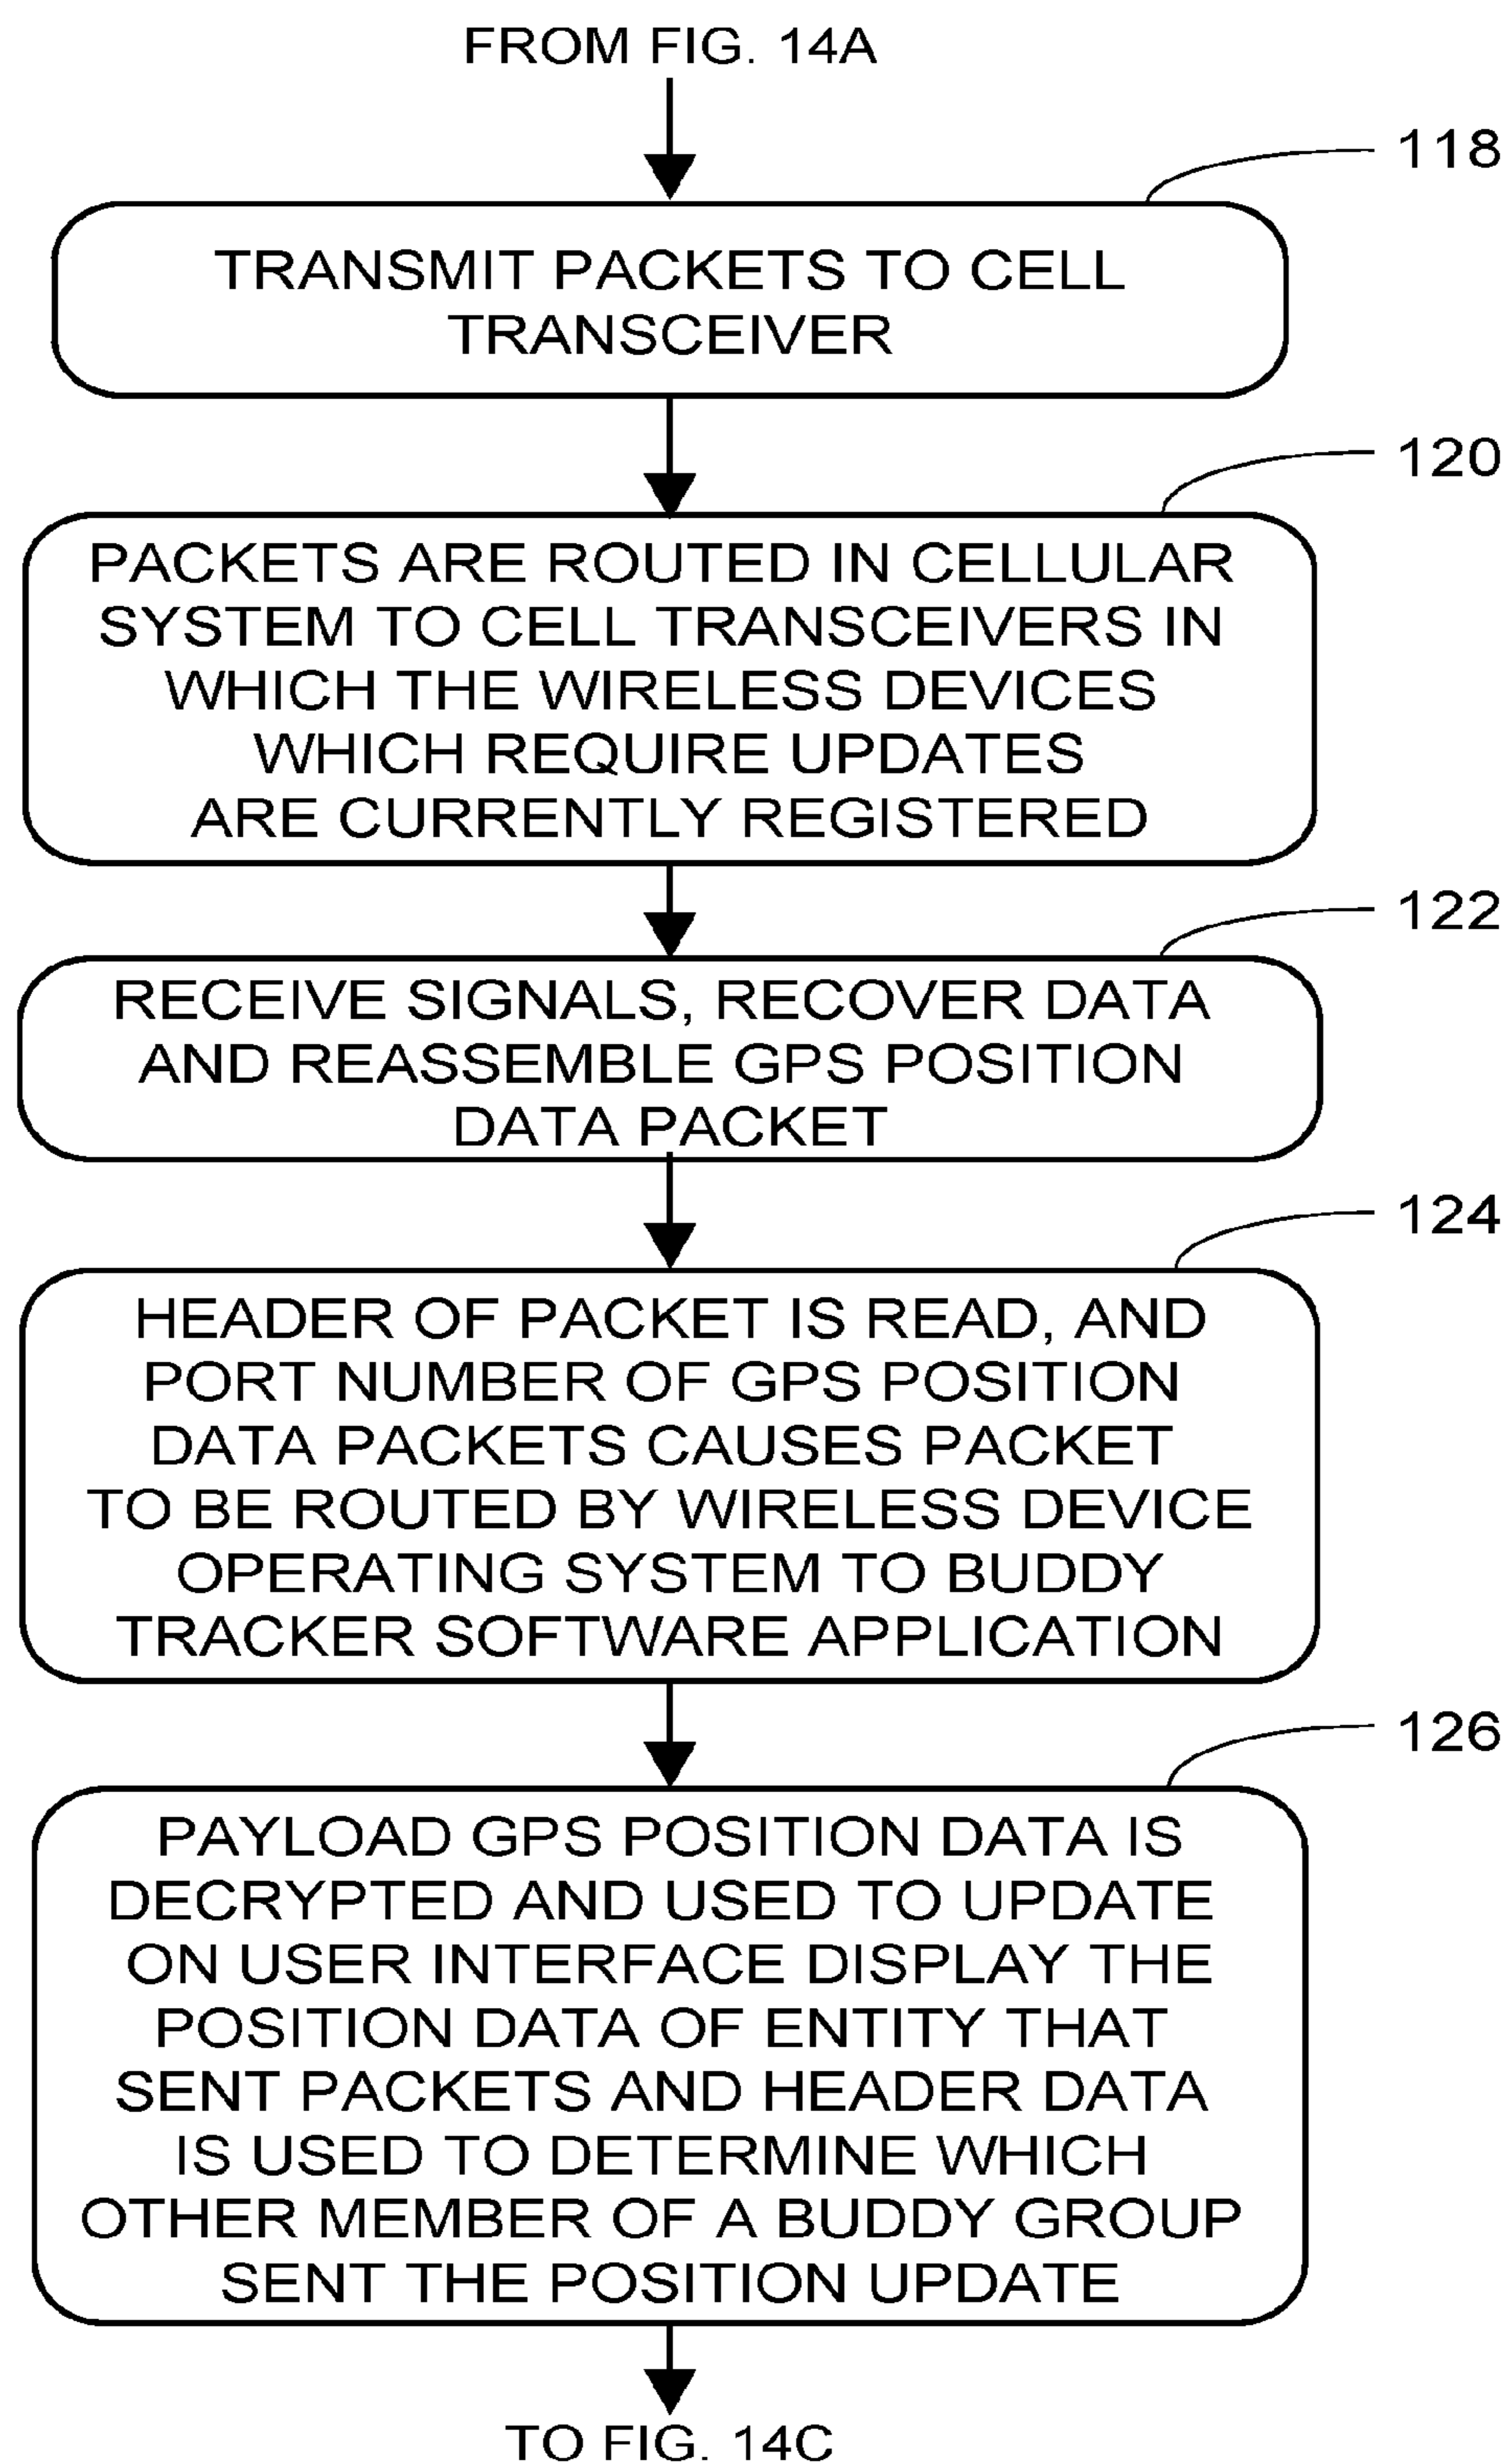 FROM FIG. 14A
118
TRANSMIT PACKETS TO CELL
TRANSCEIVER
120
PACKETS ARE ROUTED IN CELLULAR
SYSTEM TO CELL TRANSCEIVERS IN
WHICH THE WIRELESS DEVICES
WHICH REQUIRE UPDATES
ARE CURRENTLY REGISTERED
122
RECEIVE SIGNALS, RECOVER DATA
AND REASSEMBLE GPS POSITION
DATA PACKET
124
HEADER OF PACKET IS READ, AND
PORT NUMBER OF GPS POSITION
DATA PACKETS CAUSES PACKET
TO BE ROUTED BY WIRELESS DEVICE
OPERATING SYSTEM TO BUDDY
TRACKER SOFTWARE APPLICATION
126
PAYLOAD GPS POSITION DATA IS
DECRYPTED AND USED TO UPDATE
ON USER INTERFACE DISPLAY THE
POSITION DATA OF ENTITY THAT
SENT PACKETS AND HEADER DATA
IS USED TO DETERMINE WHICH
OTHER MEMBER OF A BUDDY GROUP
SENT THE POSITION UPDATE
TO FIG. 14C